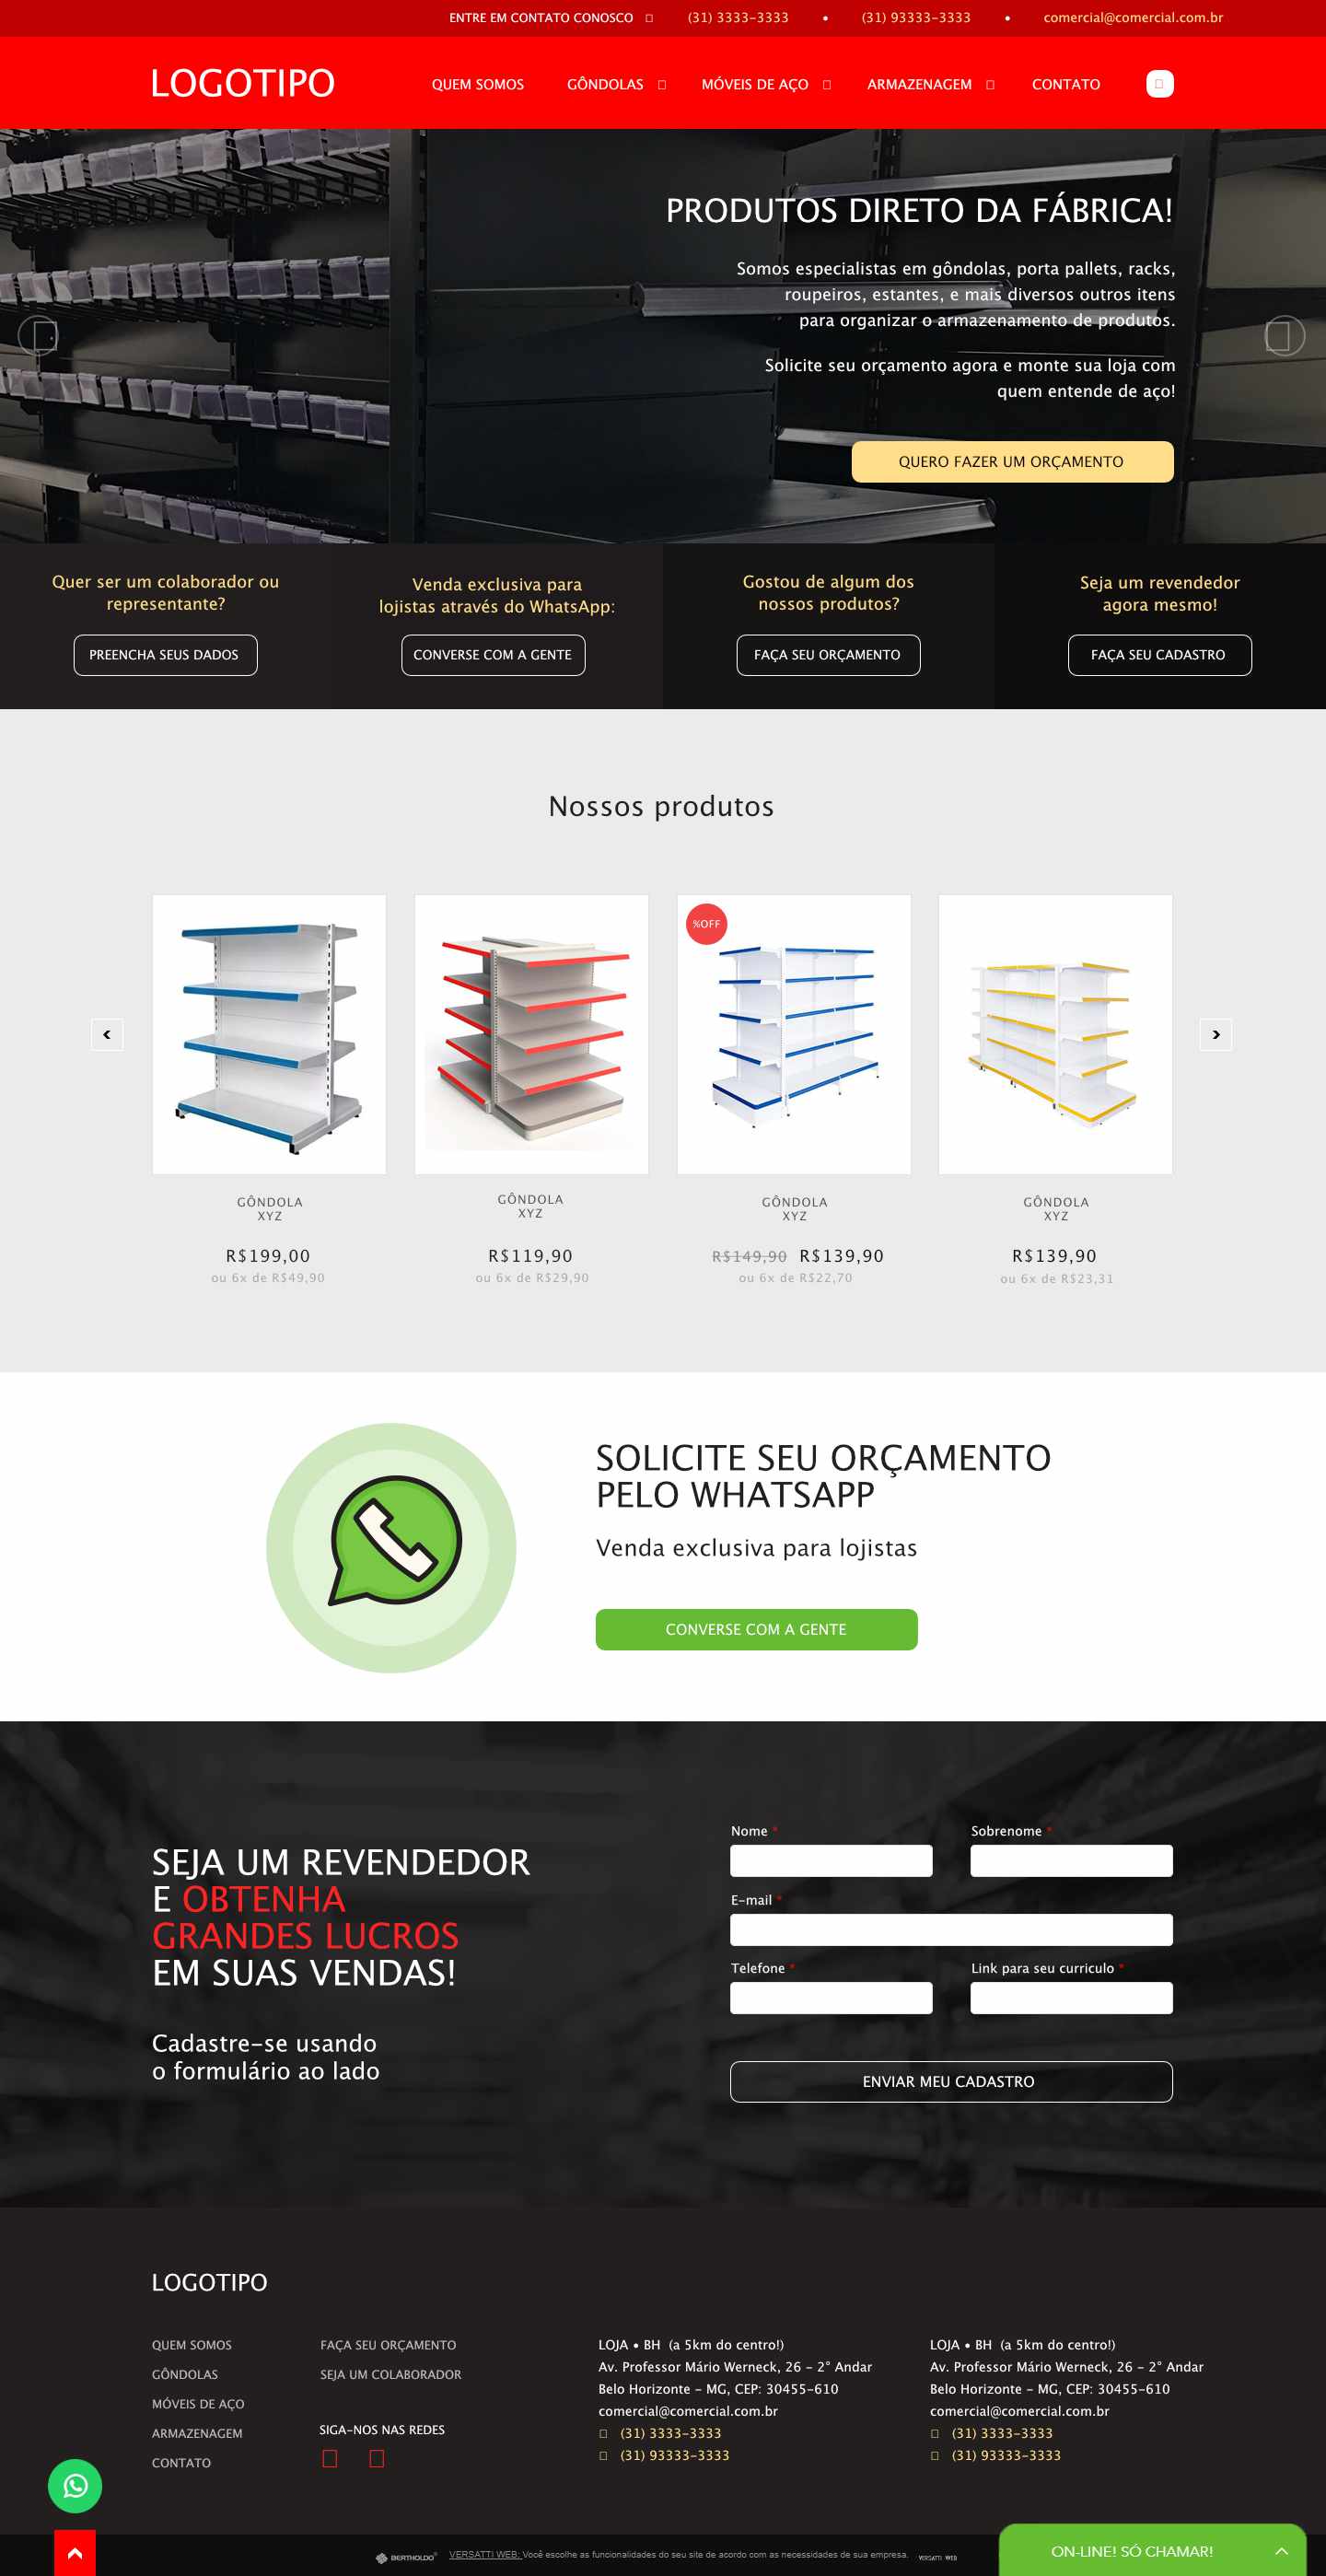 ENTRE EM CONTATO CONOSCO (31) 3333-3333 • (31) 93333-3333 • comercial@comercial.com.br
LOGOTIPO QUEM SOMOS GÔNDOLAS MÓVEIS DE AÇO ARMAZENAGEM CONTATO
PRODUTOS DIRETO DA FÁBRICA!
Somos especialistas em gôndolas, porta pallets, racks,
roupeiros, estantes, e mais diversos outros itens
para organizar o armazenamento de produtos.
Solicite seu orçamento agora e monte sua loja com
quem entende de aço!
QUERO FAZER UM ORÇAMENTO
Quer ser um colaborador ou
representante?
PREENCHA SEUS DADOS
Venda exclusiva para
lojistas através do WhatsApp:
CONVERSE COM A GENTE
Gostou de algum dos
nossos produtos?
FAÇA SEU ORÇAMENTO
Seja um revendedor
agora mesmo!
FAÇA SEU CADASTRO
Nossos produtos
%OFF
GÔNDOLA
XYZ
R$199,00
ou 6x de R$49,90
GÔNDOLA
XYZ
R$119,90
ou 6x de R$29,90
GÔNDOLA
XYZ
R$149,90 R$139,90
ou 6x de R$22,70
GÔNDOLA
XYZ
R$139,90
ou 6x de R$23,31
SOLICITE SEU ORÇAMENTO
PELO WHATSAPP
Venda exclusiva para lojistas
CONVERSE COM A GENTE
SEJA UM REVENDEDOR
E OBTENHA
GRANDES LUCROS
EM SUAS VENDAS!
Cadastre-se usando
o formulário ao lado
Nome * Sobrenome *
E-mail *
Telefone * Link para seu curriculo *
ENVIAR MEU CADASTRO
LOGOTIPO
QUEM SOMOS
GÔNDOLAS
MÓVEIS DE AÇO
ARMAZENAGEM
CONTATO
FAÇA SEU ORÇAMENTO
SEJA UM COLABORADOR
SIGA-NOS NAS REDES
LOJA • BH (a 5km do centro!)
Av. Professor Mário Werneck, 26 - 2° Andar
Belo Horizonte - MG, CEP: 30455-610
comercial@comercial.com.br
(31) 3333-3333
(31) 93333-3333
LOJA • BH (a 5km do centro!)
Av. Professor Mário Werneck, 26 - 2° Andar
Belo Horizonte - MG, CEP: 30455-610
comercial@comercial.com.br
(31) 3333-3333
(31) 93333-3333
BERTHOLDO® VERSATTI WEB: Você escolhe as funcionalidades do seu site de acordo com as necessidades de sua empresa. VERSATTI WEB
ON-LINE! SÓ CHAMAR!